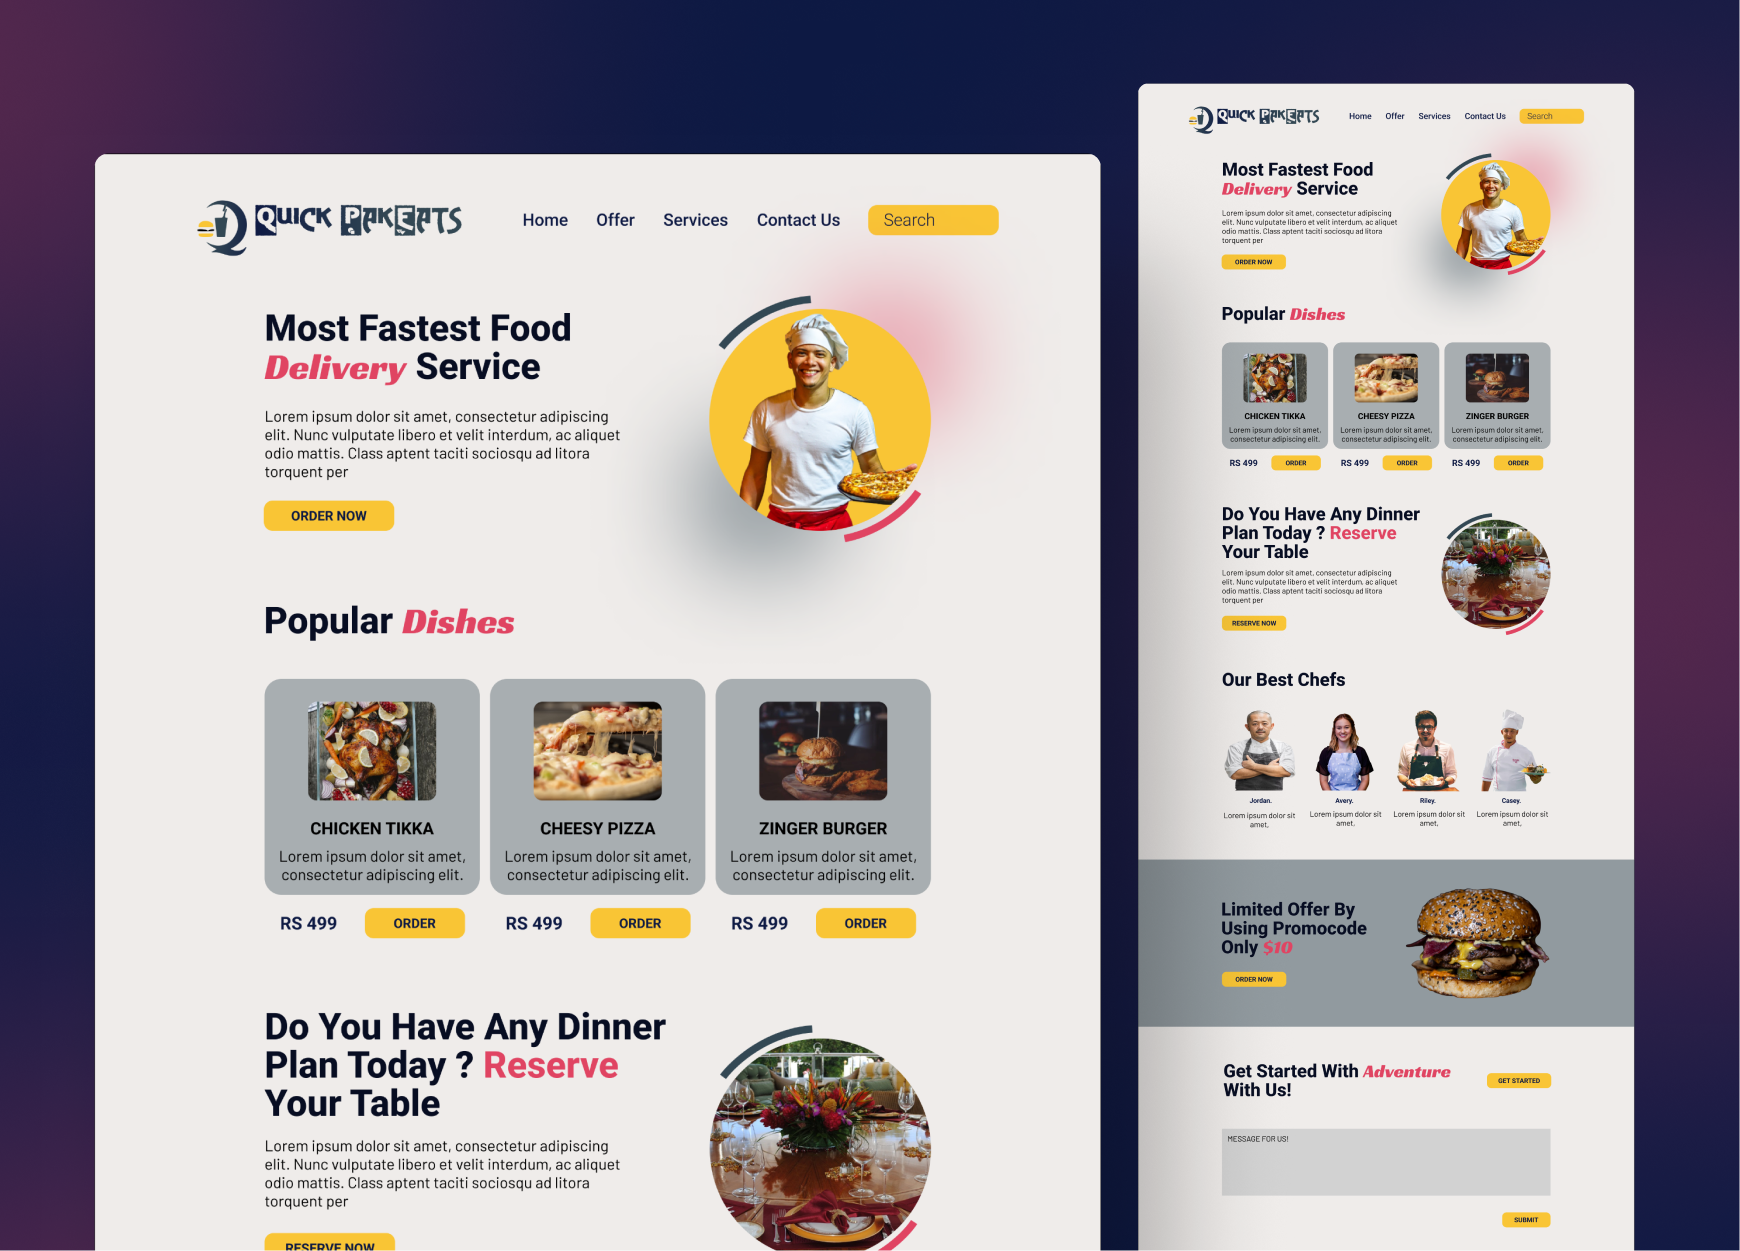 QUICK PAKEATS
Home Offer Services Contact Us Search
Most Fastest Food
Delivery Service
Lorem ipsum dolor sit amet, consectetur adipiscing
elit. Nunc vulputate libero et velit interdum, ac aliquet
odio mattis. Class aptent taciti sociosqu ad litora
torquent per
ORDER NOW
Popular Dishes
CHICKEN TIKKA
Lorem ipsum dolor sit amet,
consectetur adipiscing elit.
RS 499 ORDER
CHEESY PIZZA
Lorem ipsum dolor sit amet,
consectetur adipiscing elit.
RS 499 ORDER
ZINGER BURGER
Lorem ipsum dolor sit amet,
consectetur adipiscing elit.
RS 499 ORDER
Do You Have Any Dinner
Plan Today ? Reserve
Your Table
Lorem ipsum dolor sit amet, consectetur adipiscing
elit. Nunc vulputate libero et velit interdum, ac aliquet
odio mattis. Class aptent taciti sociosqu ad litora
torquent per
RESERVE NOW
QUICK PAKEATS
Home Offer Services Contact Us Search
Most Fastest Food
Delivery Service
Lorem ipsum dolor sit amet, consectetur adipiscing
elit. Nunc vulputate libero et velit interdum, ac aliquet
odio mattis. Class aptent taciti sociosqu ad litora
torquent per
ORDER NOW
Popular Dishes
CHICKEN TIKKA
Lorem ipsum dolor sit amet,
consectetur adipiscing elit.
RS 499 ORDER
CHEESY PIZZA
Lorem ipsum dolor sit amet,
consectetur adipiscing elit.
RS 499 ORDER
ZINGER BURGER
Lorem ipsum dolor sit amet,
consectetur adipiscing elit.
RS 499 ORDER
Do You Have Any Dinner
Plan Today ? Reserve
Your Table
Lorem ipsum dolor sit amet, consectetur adipiscing
elit. Nunc vulputate libero et velit interdum, ac aliquet
odio mattis. Class aptent taciti sociosqu ad litora
torquent per
RESERVE NOW
Our Best Chefs
Jordan.
Lorem ipsum dolor sit
amet,
Avery.
Lorem ipsum dolor sit
amet,
Riley.
Lorem ipsum dolor sit
amet,
Casey.
Lorem ipsum dolor sit
amet,
Limited Offer By
Using Promocode
Only $10
ORDER NOW
Get Started With Adventure
With Us!
GET STARTED
MESSAGE FOR US!
SUBMIT